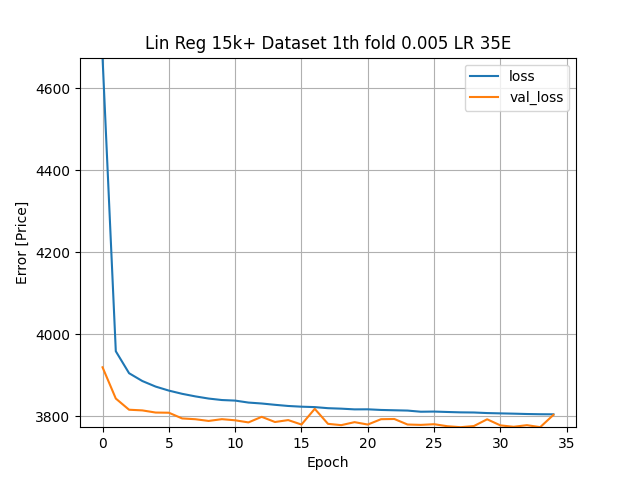 Lin Reg 15k+ Dataset 1th fold 0.005 LR 35E
loss
val_loss
4600
4400
4200
4000
3800
Error [Price]
0 5 10 15 20 25 30 35
Epoch